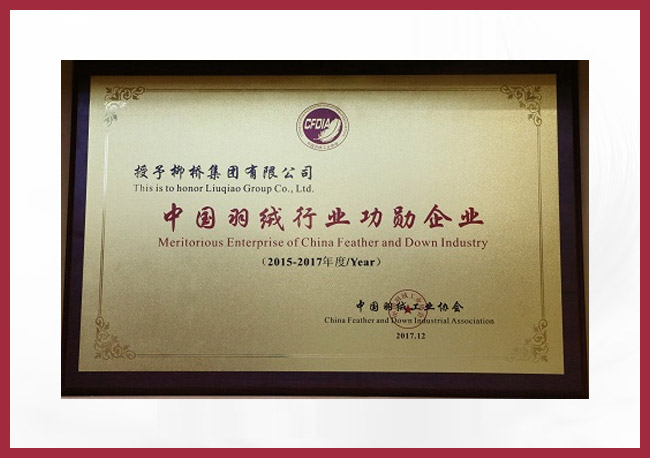 CFDIA
授予柳桥集团有限公司
This is to honor Liuqiao Group Co., Ltd.
中国羽绒行业功勋企业
Meritorious Enterprise of China Feather and Down Industry
（2015-2017年度/Year）
中国羽绒工业协会
China Feather and Down Industrial Association
2017.12